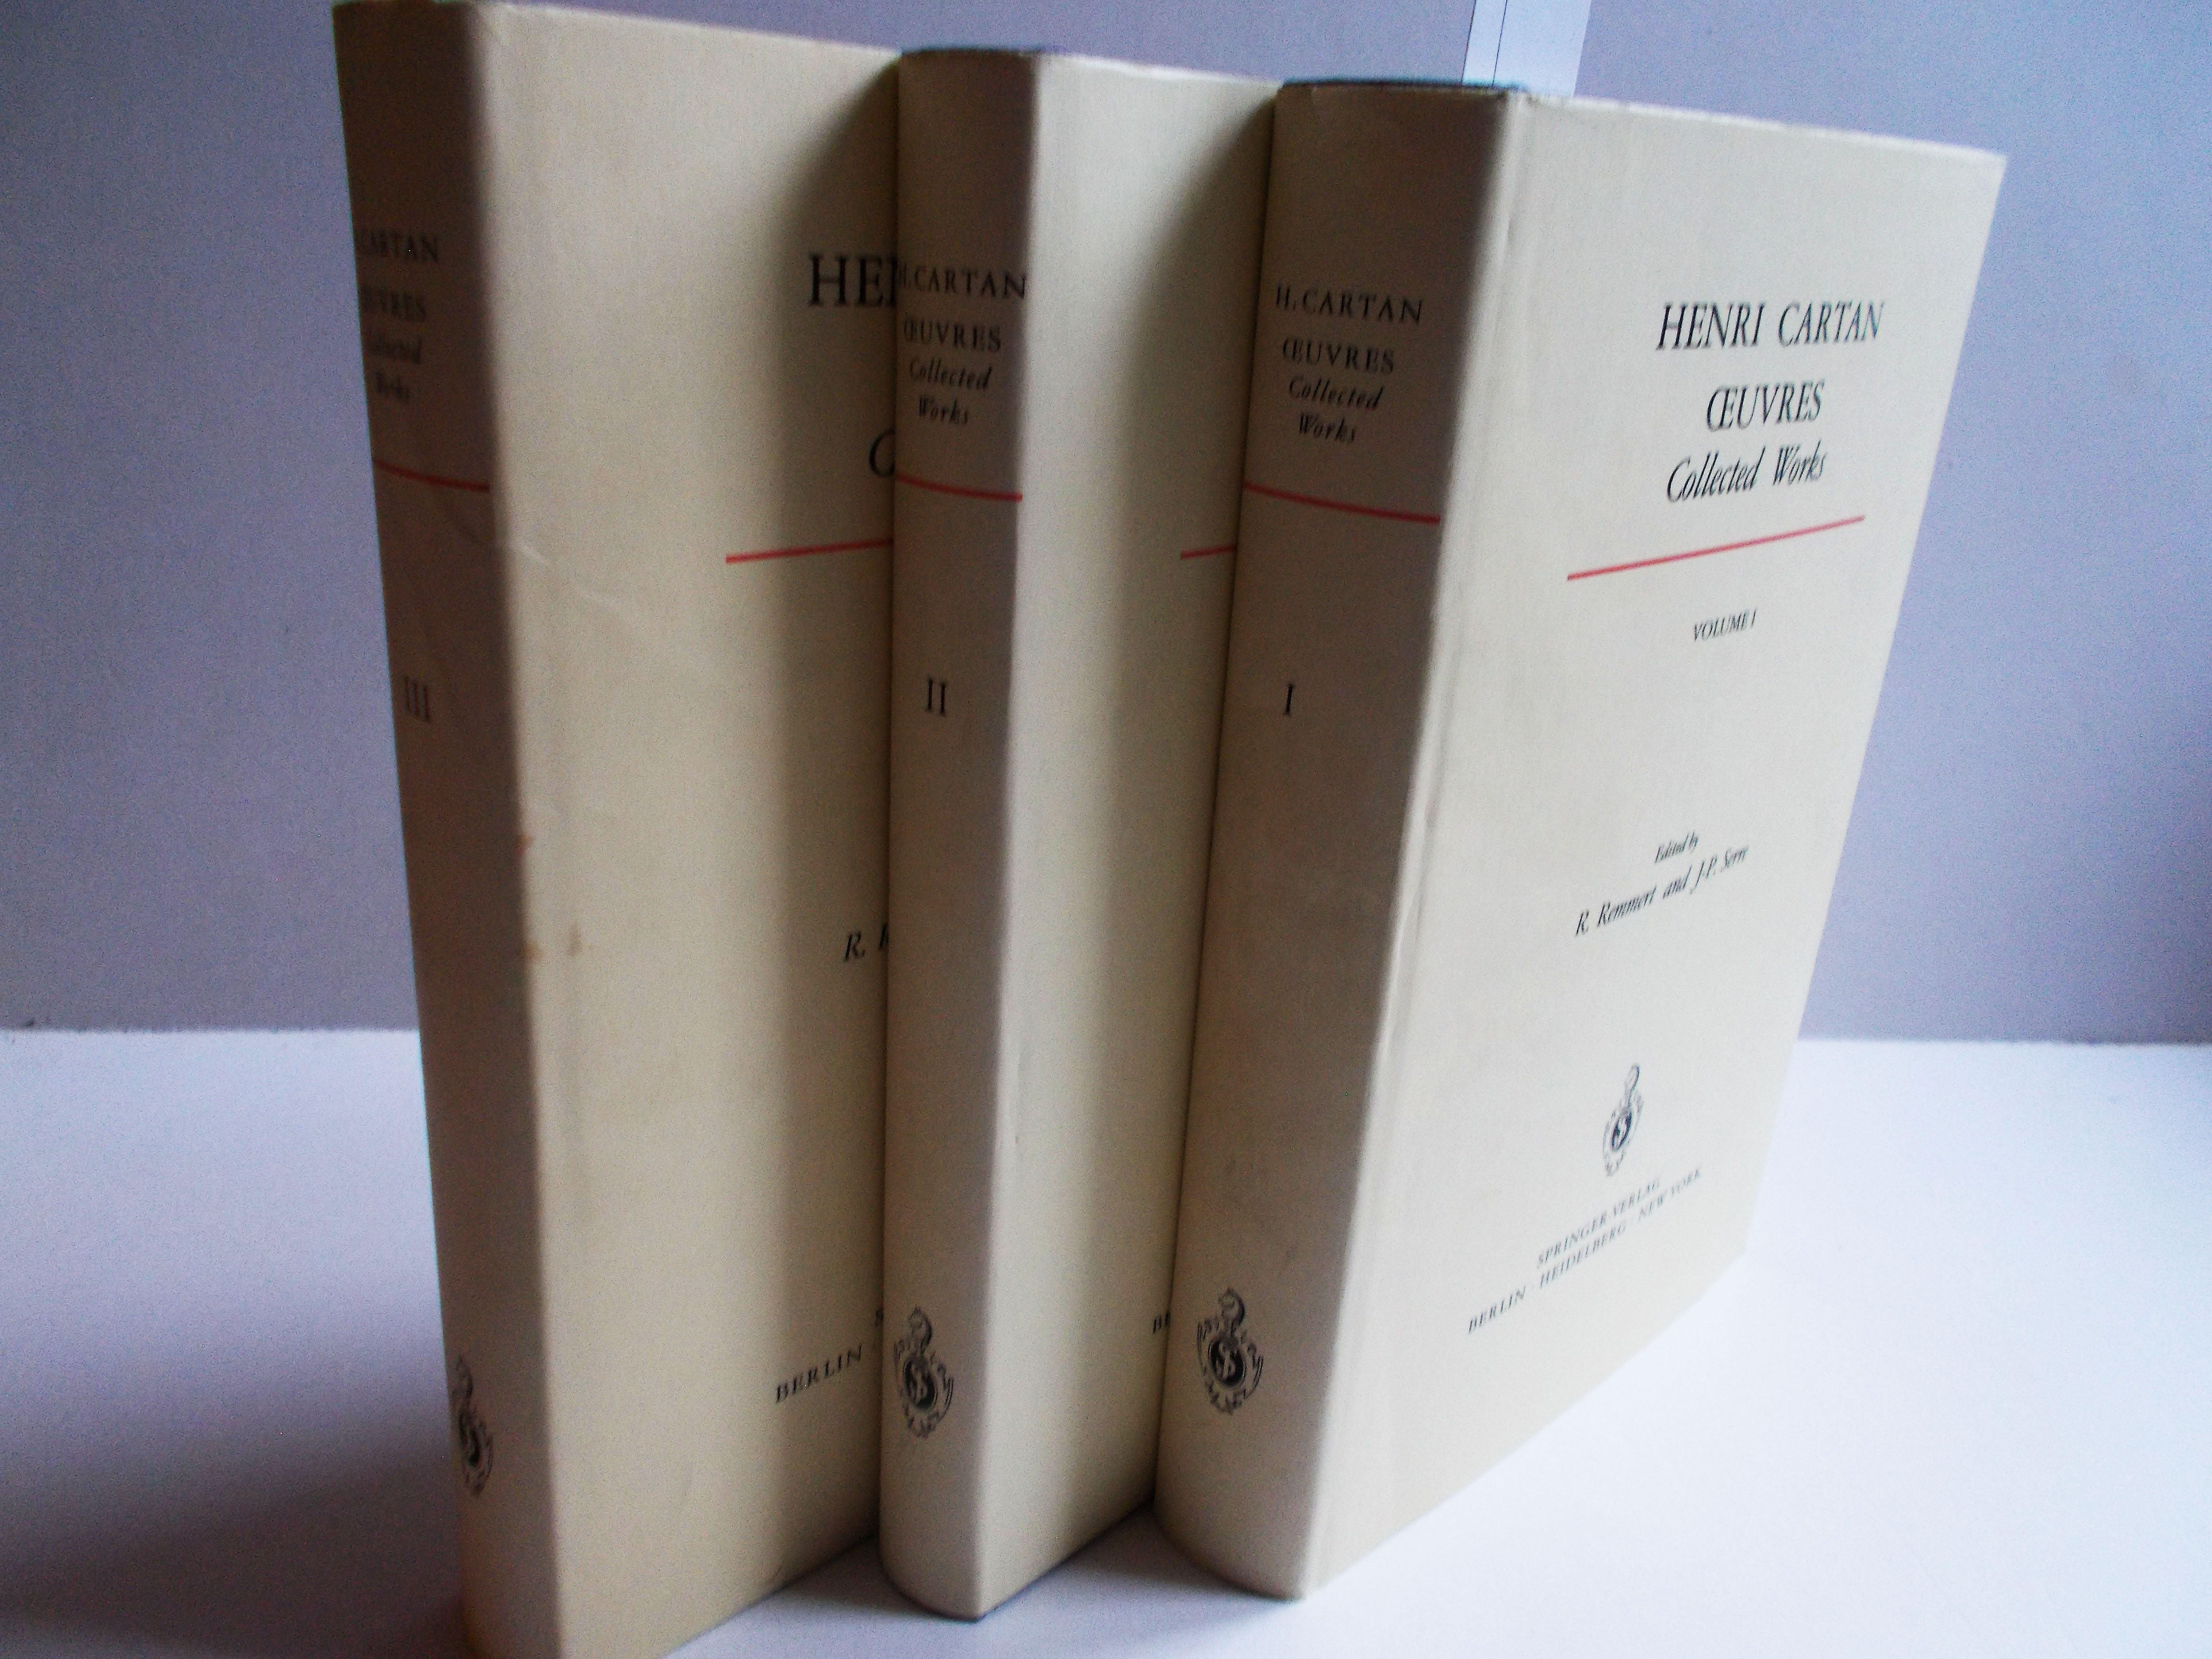 CARTAN
ŒUVRES
Collected
Works
III
HE
R.
BERLIN
H. CARTAN
ŒUVRES
Collected
Works
II
S
H. CARTAN
ŒUVRES
Collected
Works
I
S
HENRI CARTAN
ŒUVRES
Collected Works
VOLUME I
Edited by
R. Remmert and J-P. Serre
S
SPRINGER-VERLAG
BERLIN · HEIDELBERG · NEW YORK